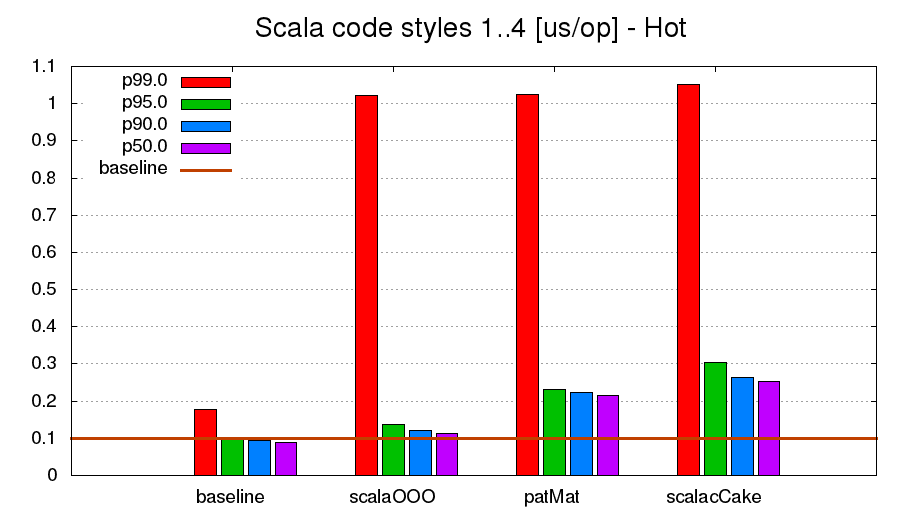 Scala code styles 1..4 [us/op] - Hot
1.1
1
0.9
0.8
0.7
0.6
0.5
0.4
0.3
0.2
0.1
0
p99.0
p95.0
p90.0
p50.0
baseline
baseline scalaOOO patMat scalacCake